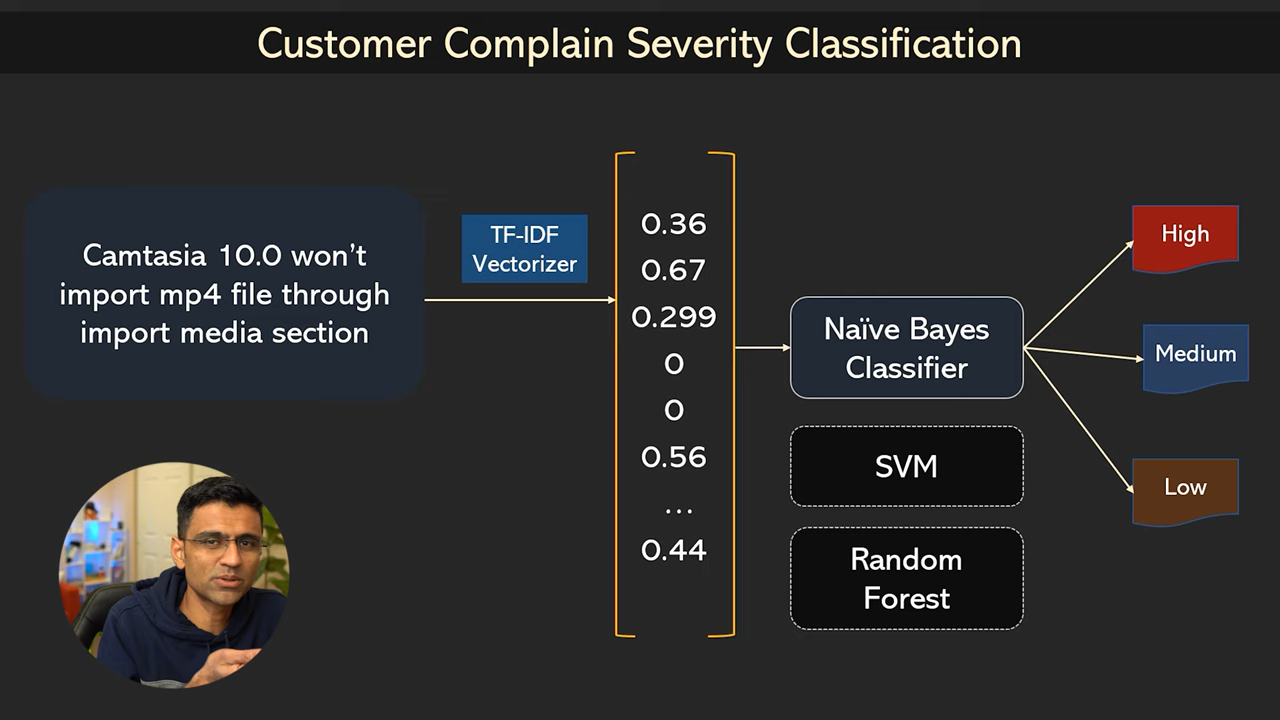 Customer Complain Severity Classification
Camtasia 10.0 won't
import mp4 file through
import media section
TF-IDF
Vectorizer
0.36
0.67
0.299
0
0
0.56
...
0.44
Naïve Bayes
Classifier
SVM
Random
Forest
High
Medium
Low